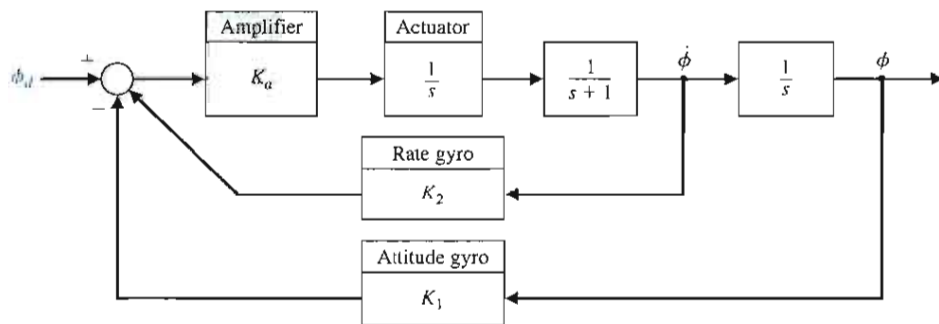 Amplifier
Actuator
+
ϕ_d
K_a
1/s
1/(s + 1)
ϕ̇
1/s
ϕ
−
Rate gyro
K_2
Attitude gyro
K_1